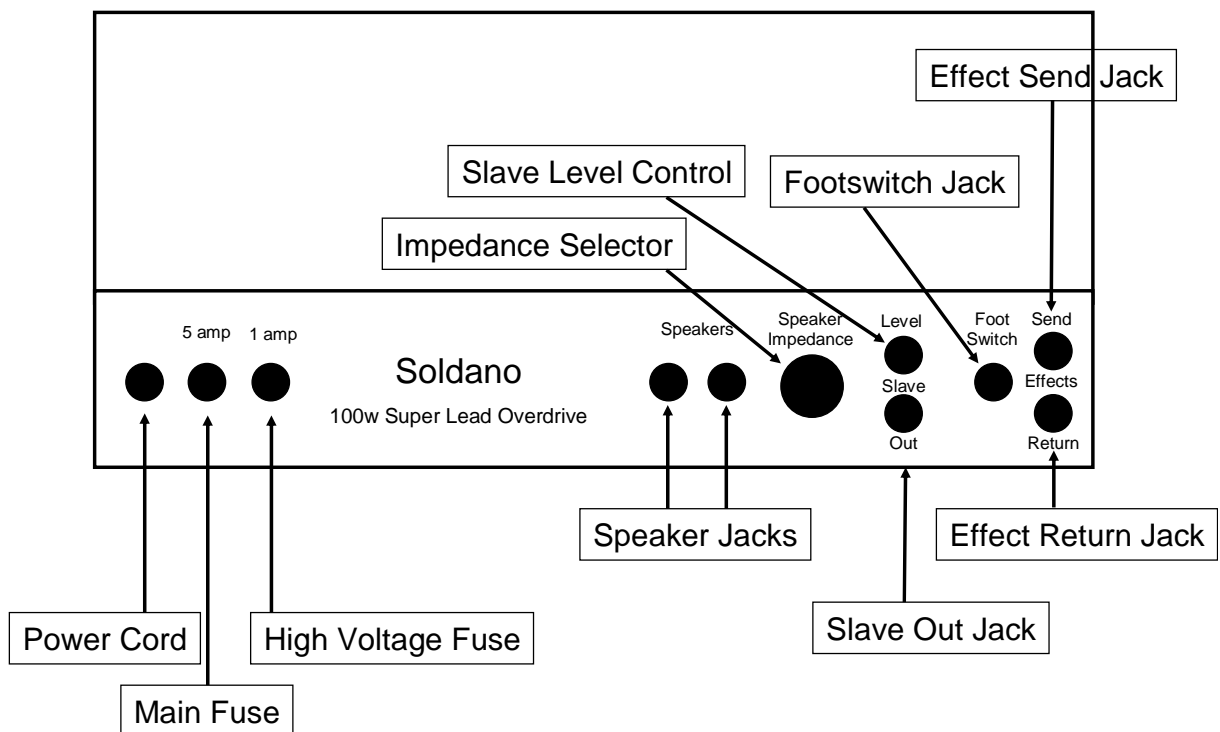 Effect Send Jack
Slave Level Control
Footswitch Jack
Impedance Selector
5 amp
1 amp
Soldano
100w Super Lead Overdrive
Speakers
Speaker
Impedance
Level
Slave
Out
Foot
Switch
Send
Effects
Return
Speaker Jacks
Effect Return Jack
Power Cord
High Voltage Fuse
Slave Out Jack
Main Fuse